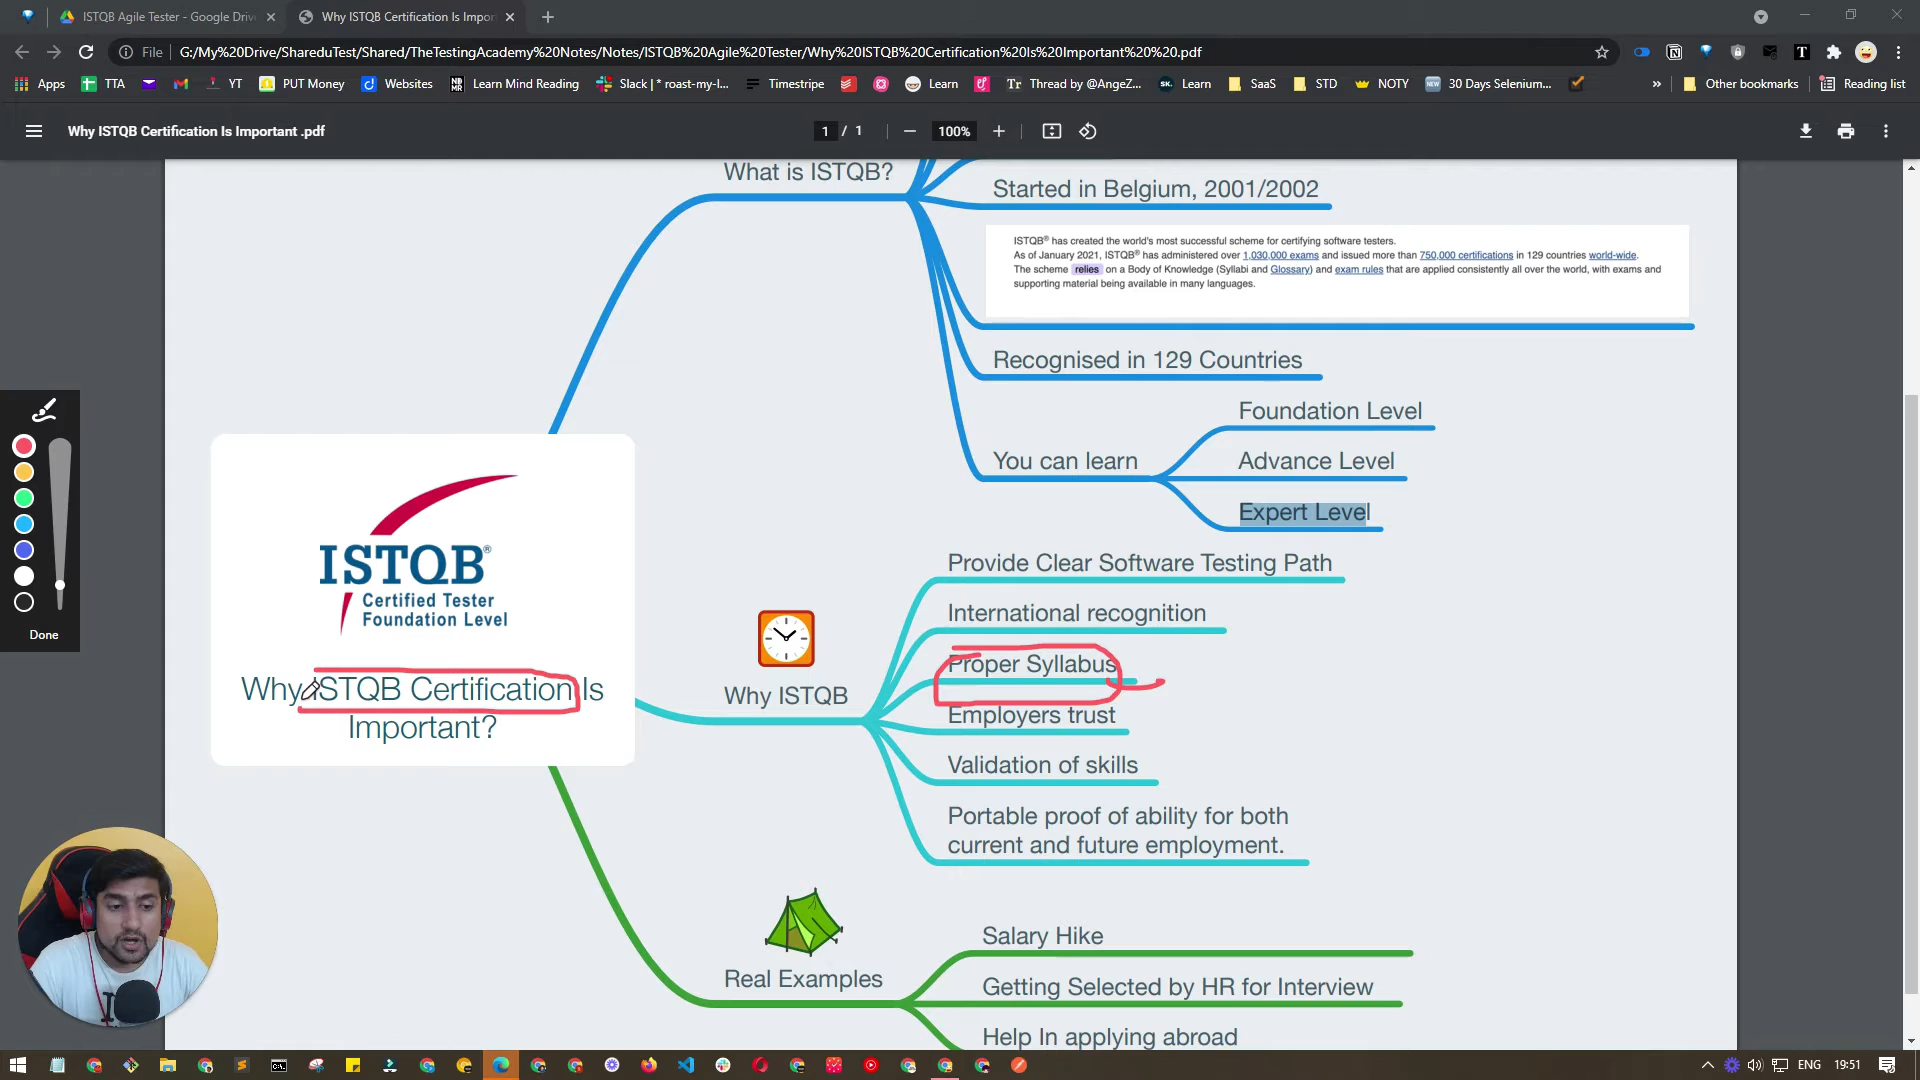 ISTQB Agile Tester - Google Driv
Why ISTQB Certification Is Impor
File
G:/My%20Drive/ShareduTest/Shared/TheTestingAcademy%20Notes/Notes/ISTQB%20Agile%20Tester/Why%20ISTQB%20Certification%20Is%20Important%20%20.pdf
Apps TTA YT PUT Money Websites Learn Mind Reading Slack | * roast-my-l... Timestripe Learn Thread by @AngeZ... Learn SaaS STD NOTY 30 Days Selenium... » Other bookmarks Reading list
Why ISTQB Certification Is Important .pdf
1 / 1
100%
What is ISTQB?
Started in Belgium, 2001/2002
ISTQB® has created the world's most successful scheme for certifying software testers.
As of January 2021, ISTQB® has administered over 1,030,000 exams and issued more than 750,000 certifications in 129 countries world-wide.
The scheme relies on a Body of Knowledge (Syllabi and Glossary) and exam rules that are applied consistently all over the world, with exams and
supporting material being available in many languages.
Recognised in 129 Countries
You can learn
Foundation Level
Advance Level
Expert Level
ISTQB®
Certified Tester
Foundation Level
Why ISTQB Certification Is
Important?
Why ISTQB
Provide Clear Software Testing Path
International recognition
Proper Syllabus
Employers trust
Validation of skills
Portable proof of ability for both
current and future employment.
Real Examples
Salary Hike
Getting Selected by HR for Interview
Help In applying abroad
Done
ENG
19:51